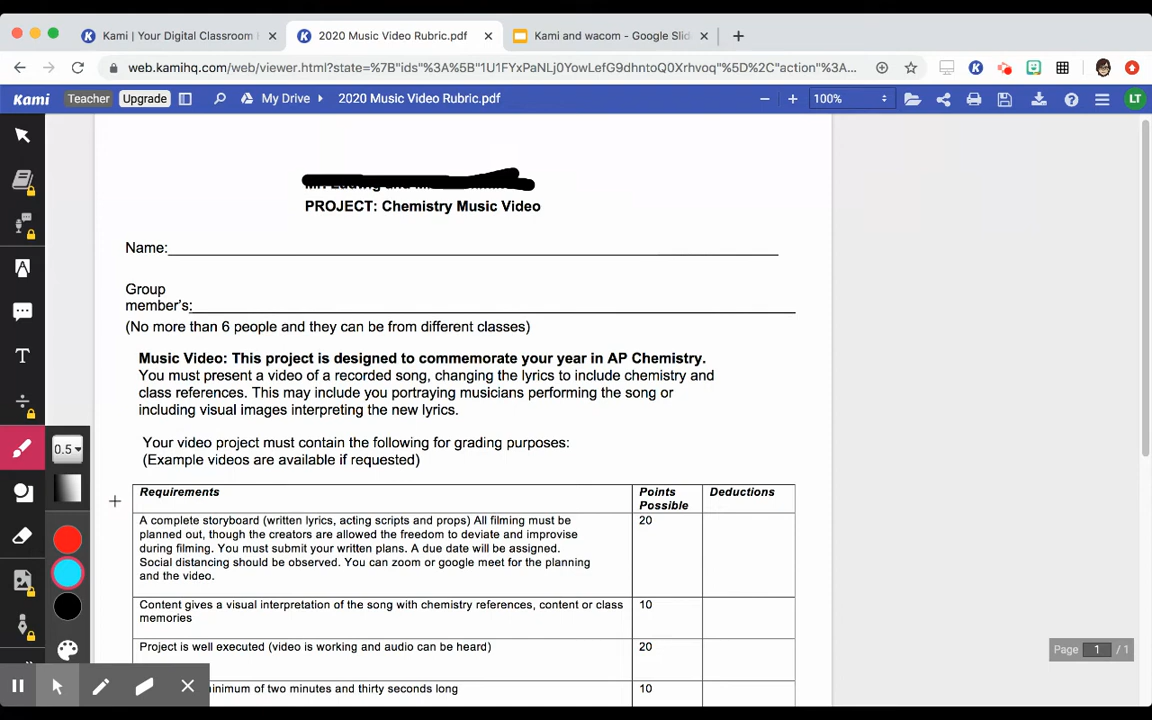 Kami | Your Digital Classroom
2020 Music Video Rubric.pdf
Kami and wacom - Google Slid
web.kamihq.com/web/viewer.html?state=%7B"ids"%3A%5B"1U1FYxPaNLj0YowLefG9dhntoQ0Xrhvoq"%5D%2C"action"%3A...
Kami
Teacher
Upgrade
My Drive
2020 Music Video Rubric.pdf
100%
LT
PROJECT: Chemistry Music Video
Name:
Group
member's:
(No more than 6 people and they can be from different classes)
Music Video: This project is designed to commemorate your year in AP Chemistry.
You must present a video of a recorded song, changing the lyrics to include chemistry and
class references. This may include you portraying musicians performing the song or
including visual images interpreting the new lyrics.
Your video project must contain the following for grading purposes:
(Example videos are available if requested)
Requirements
Points
Possible
Deductions
A complete storyboard (written lyrics, acting scripts and props) All filming must be
planned out, though the creators are allowed the freedom to deviate and improvise
during filming. You must submit your written plans. A due date will be assigned.
Social distancing should be observed. You can zoom or google meet for the planning
and the video.
20
Content gives a visual interpretation of the song with chemistry references, content or class
memories
10
Project is well executed (video is working and audio can be heard)
20
minimum of two minutes and thirty seconds long
10
0.5
T
Page 1 / 1